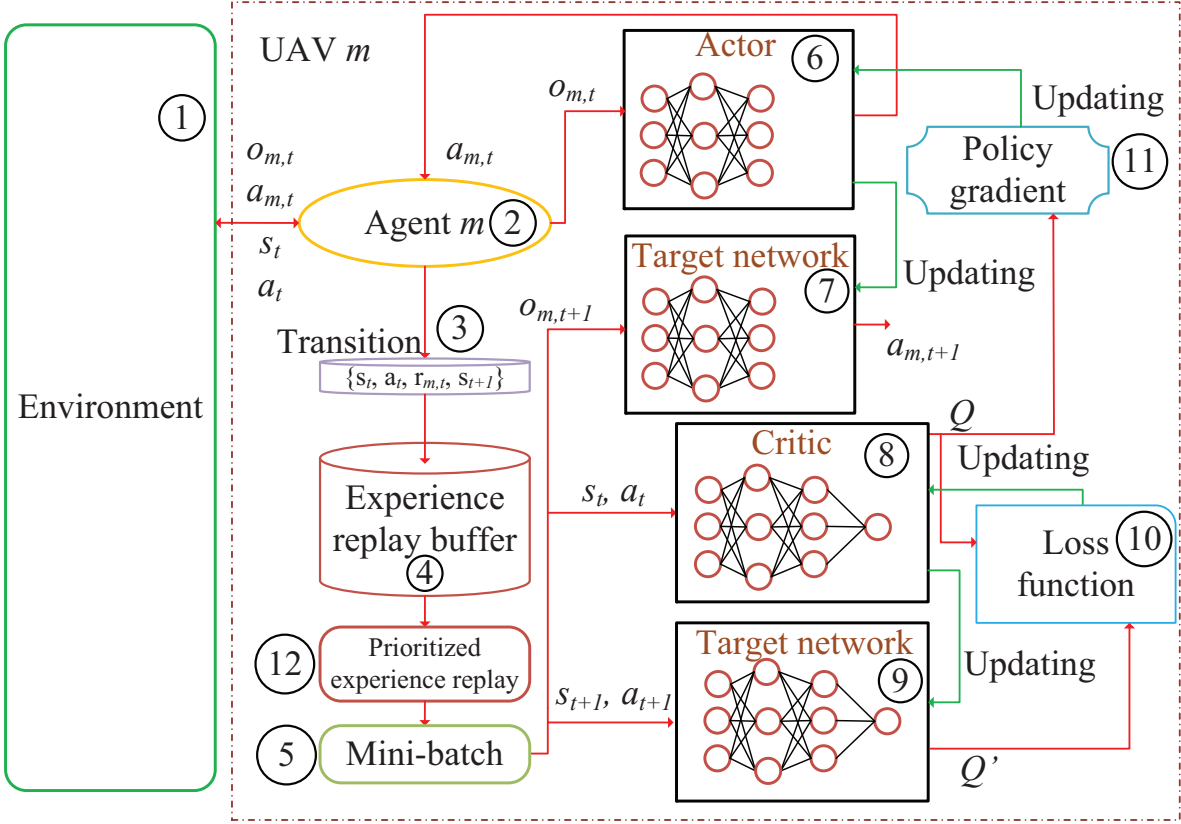 UAV m
Actor
6
1
o_{m,t}
Updating
o_{m,t}
a_{m,t}
a_{m,t}
Policy
gradient
11
Agent m
2
s_t
a_t
Target network
7
Updating
o_{m,t+1}
a_{m,t+1}
3
Transition
{s_t, a_t, r_{m,t}, s_{t+1}}
Environment
Q
Critic
8
Updating
Experience
replay buffer
4
s_t, a_t
Loss
function
10
Target network
9
Updating
12
Prioritized
experience replay
s_{t+1}, a_{t+1}
5
Mini-batch
Q’